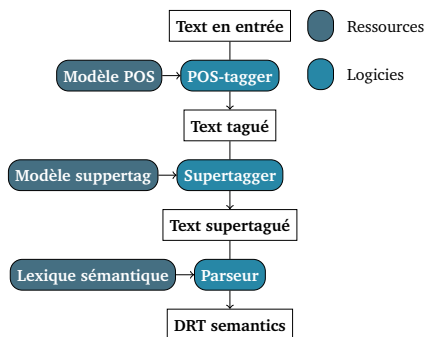 Text en entrée
Ressources
Modèle POS
POS-tagger
Logicies
Text tagué
Modèle suppertag
Supertagger
Text supertagué
Lexique sémantique
Parseur
DRT semantics